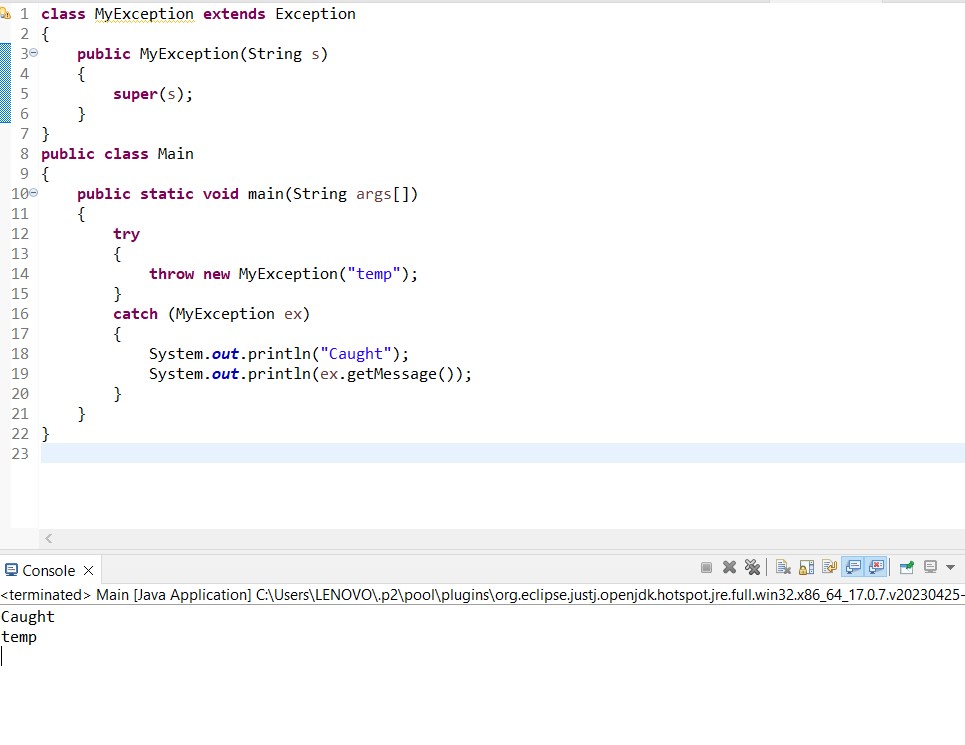 1 class MyException extends Exception
2 {
3 public MyException(String s)
4 {
5 super(s);
6 }
7 }
8 public class Main
9 {
10 public static void main(String args[])
11 {
12 try
13 {
14 throw new MyException("temp");
15 }
16 catch (MyException ex)
17 {
18 System.out.println("Caught");
19 System.out.println(ex.getMessage());
20 }
21 }
22 }
23
Console
<terminated> Main [Java Application] C:\Users\LENOVO\.p2\pool\plugins\org.eclipse.justj.openjdk.hotspot.jre.full.win32.x86_64_17.0.7.v20230425-
Caught
temp